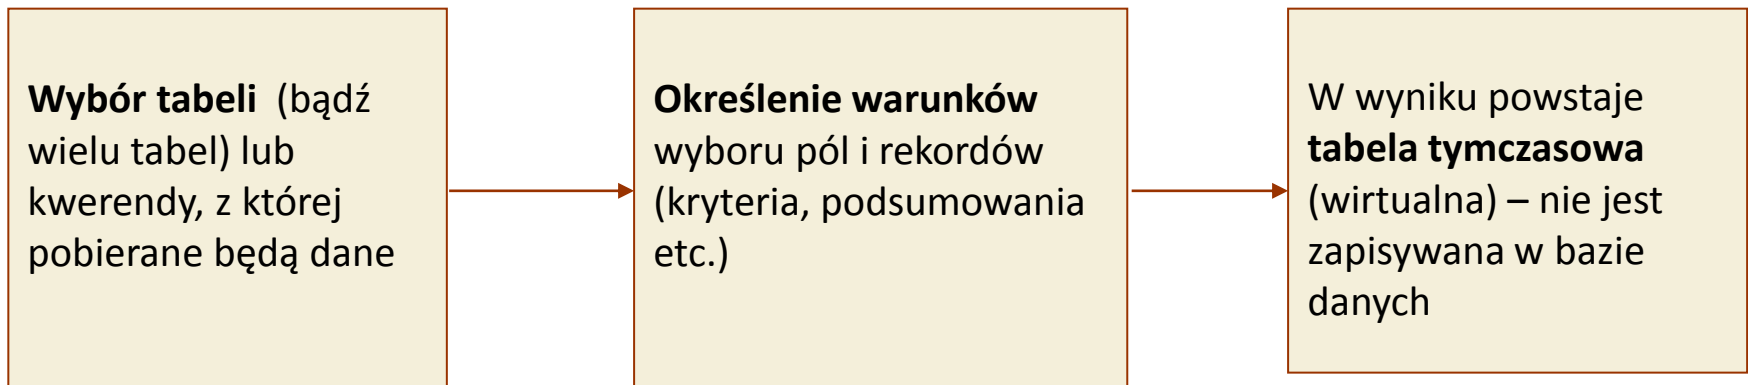 Wybór tabeli (bądź
wielu tabel) lub
kwerendy, z której
pobierane będą dane
Określenie warunków
wyboru pól i rekordów
(kryteria, podsumowania
etc.)
W wyniku powstaje
tabela tymczasowa
(wirtualna) – nie jest
zapisywana w bazie
danych